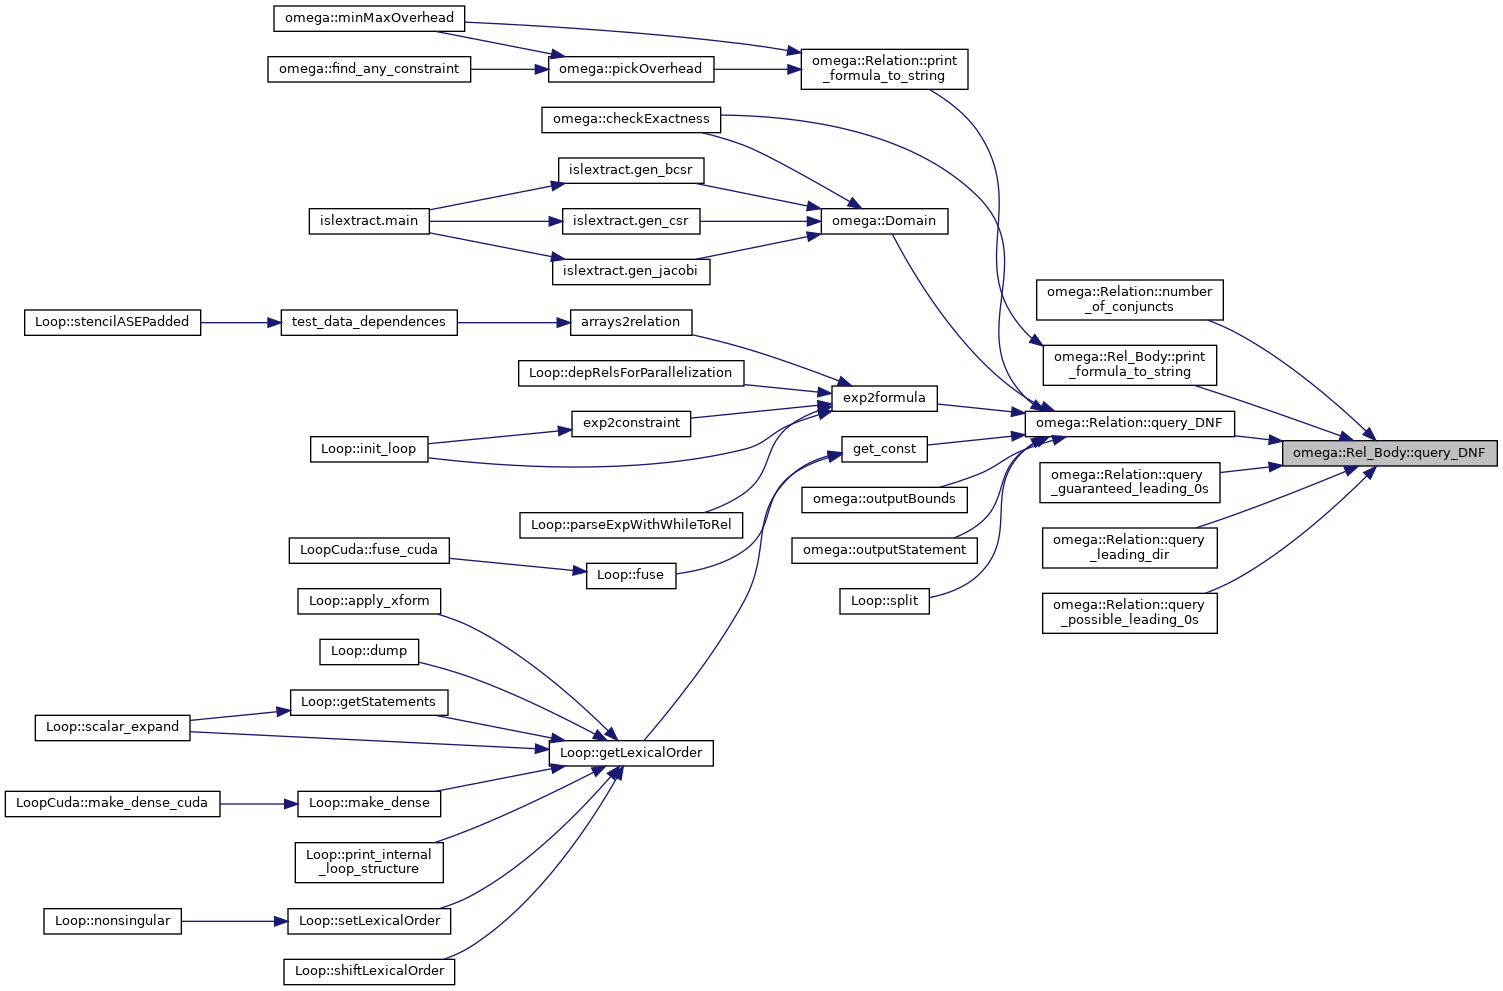 omega::minMaxOverhead
omega::find_any_constraint
omega::pickOverhead
omega::Relation::print
_formula_to_string
omega::checkExactness
islextract.gen_bcsr
islextract.main
islextract.gen_csr
omega::Domain
islextract.gen_jacobi
omega::Relation::number
_of_conjuncts
Loop::stencilASEPadded
test_data_dependences
arrays2relation
omega::Rel_Body::print
_formula_to_string
Loop::depRelsForParallelization
exp2formula
exp2constraint
omega::Relation::query_DNF
Loop::init_loop
get_const
omega::Rel_Body::query_DNF
omega::Relation::query
_guaranteed_leading_0s
omega::outputBounds
Loop::parseExpWithWhileToRel
omega::Relation::query
_leading_dir
LoopCuda::fuse_cuda
omega::outputStatement
Loop::fuse
Loop::apply_xform
Loop::split
omega::Relation::query
_possible_leading_0s
Loop::dump
Loop::getStatements
Loop::scalar_expand
Loop::getLexicalOrder
LoopCuda::make_dense_cuda
Loop::make_dense
Loop::print_internal
_loop_structure
Loop::nonsingular
Loop::setLexicalOrder
Loop::shiftLexicalOrder